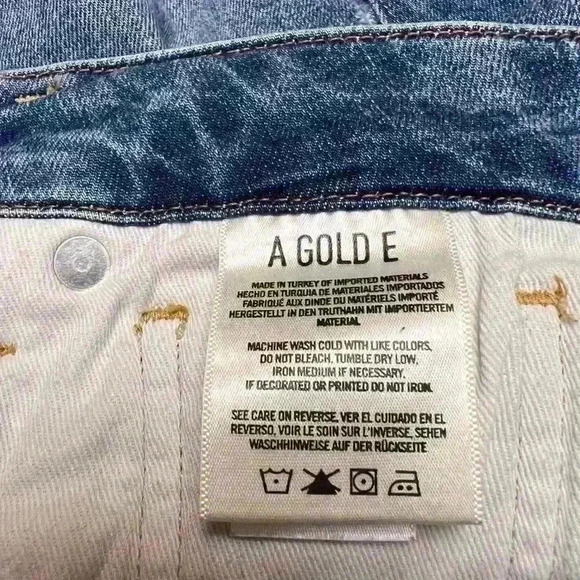 A GOLD E
MADE IN TURKEY OF IMPORTED MATERIALS
HECHO EN TURQUIA DE MATERIALES IMPORTADOS
FABRIQUÉ AUX DINDE DU MATÉRIELS IMPORTÉ
HERGESTELLT IN DEN TRUTHAHN MIT IMPORTIERTEM
MATERIAL
MACHINE WASH COLD WITH LIKE COLORS,
DO NOT BLEACH, TUMBLE DRY LOW,
IRON MEDIUM IF NECESSARY.
IF DECORATED OR PRINTED DO NOT IRON.
SEE CARE ON REVERSE, VER EL CUIDADO EN EL
REVERSO, VOIR LE SOIN SUR L'INVERSE, SEHEN
WASCHHINWEISE AUF DER RÜCKSEITE